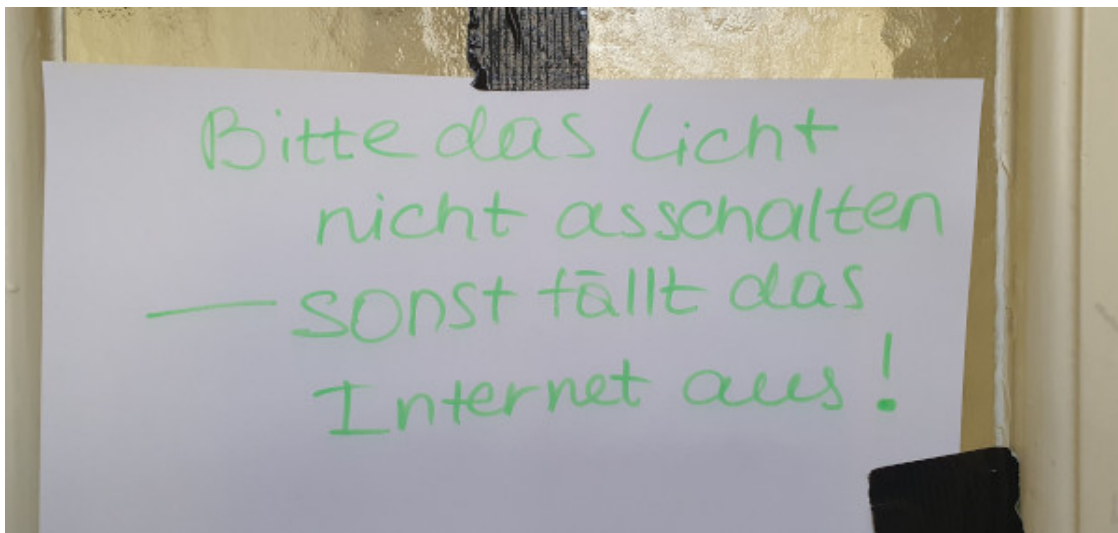 Bitte das Licht
nicht asschalten
— sonst fällt das
Internet aus!